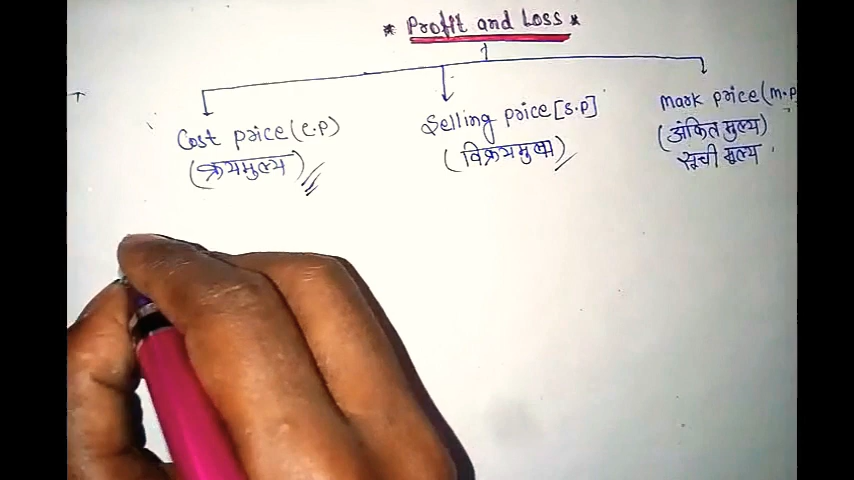 * Profit and Loss *
Cost price(C.P)
(क्रयमुल्य)
Selling price[S.P]
(विक्रयमुल्य)
Mark price(M.P
(अंकित मुल्य)
सूची मूल्य